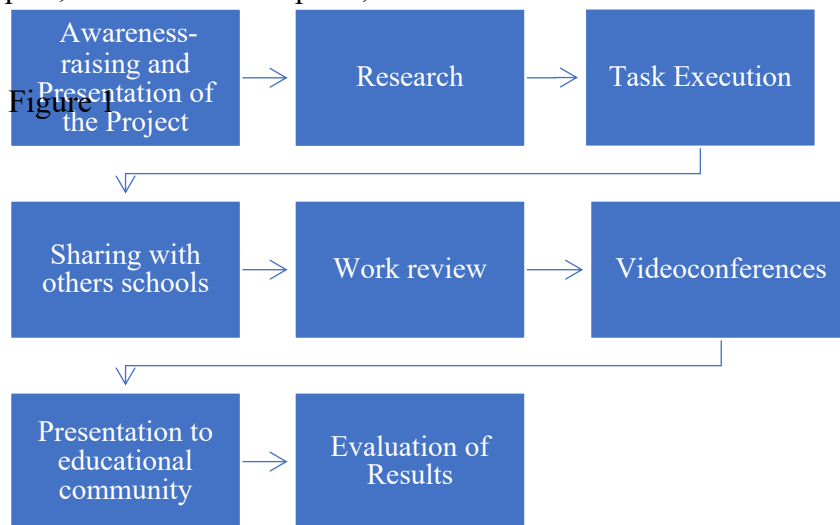 Awareness-
raising and
Presentation of
the Project
Figure 1
Research
Task Execution
Sharing with
others schools
Work review
Videoconferences
Presentation to
educational
community
Evaluation of
Results